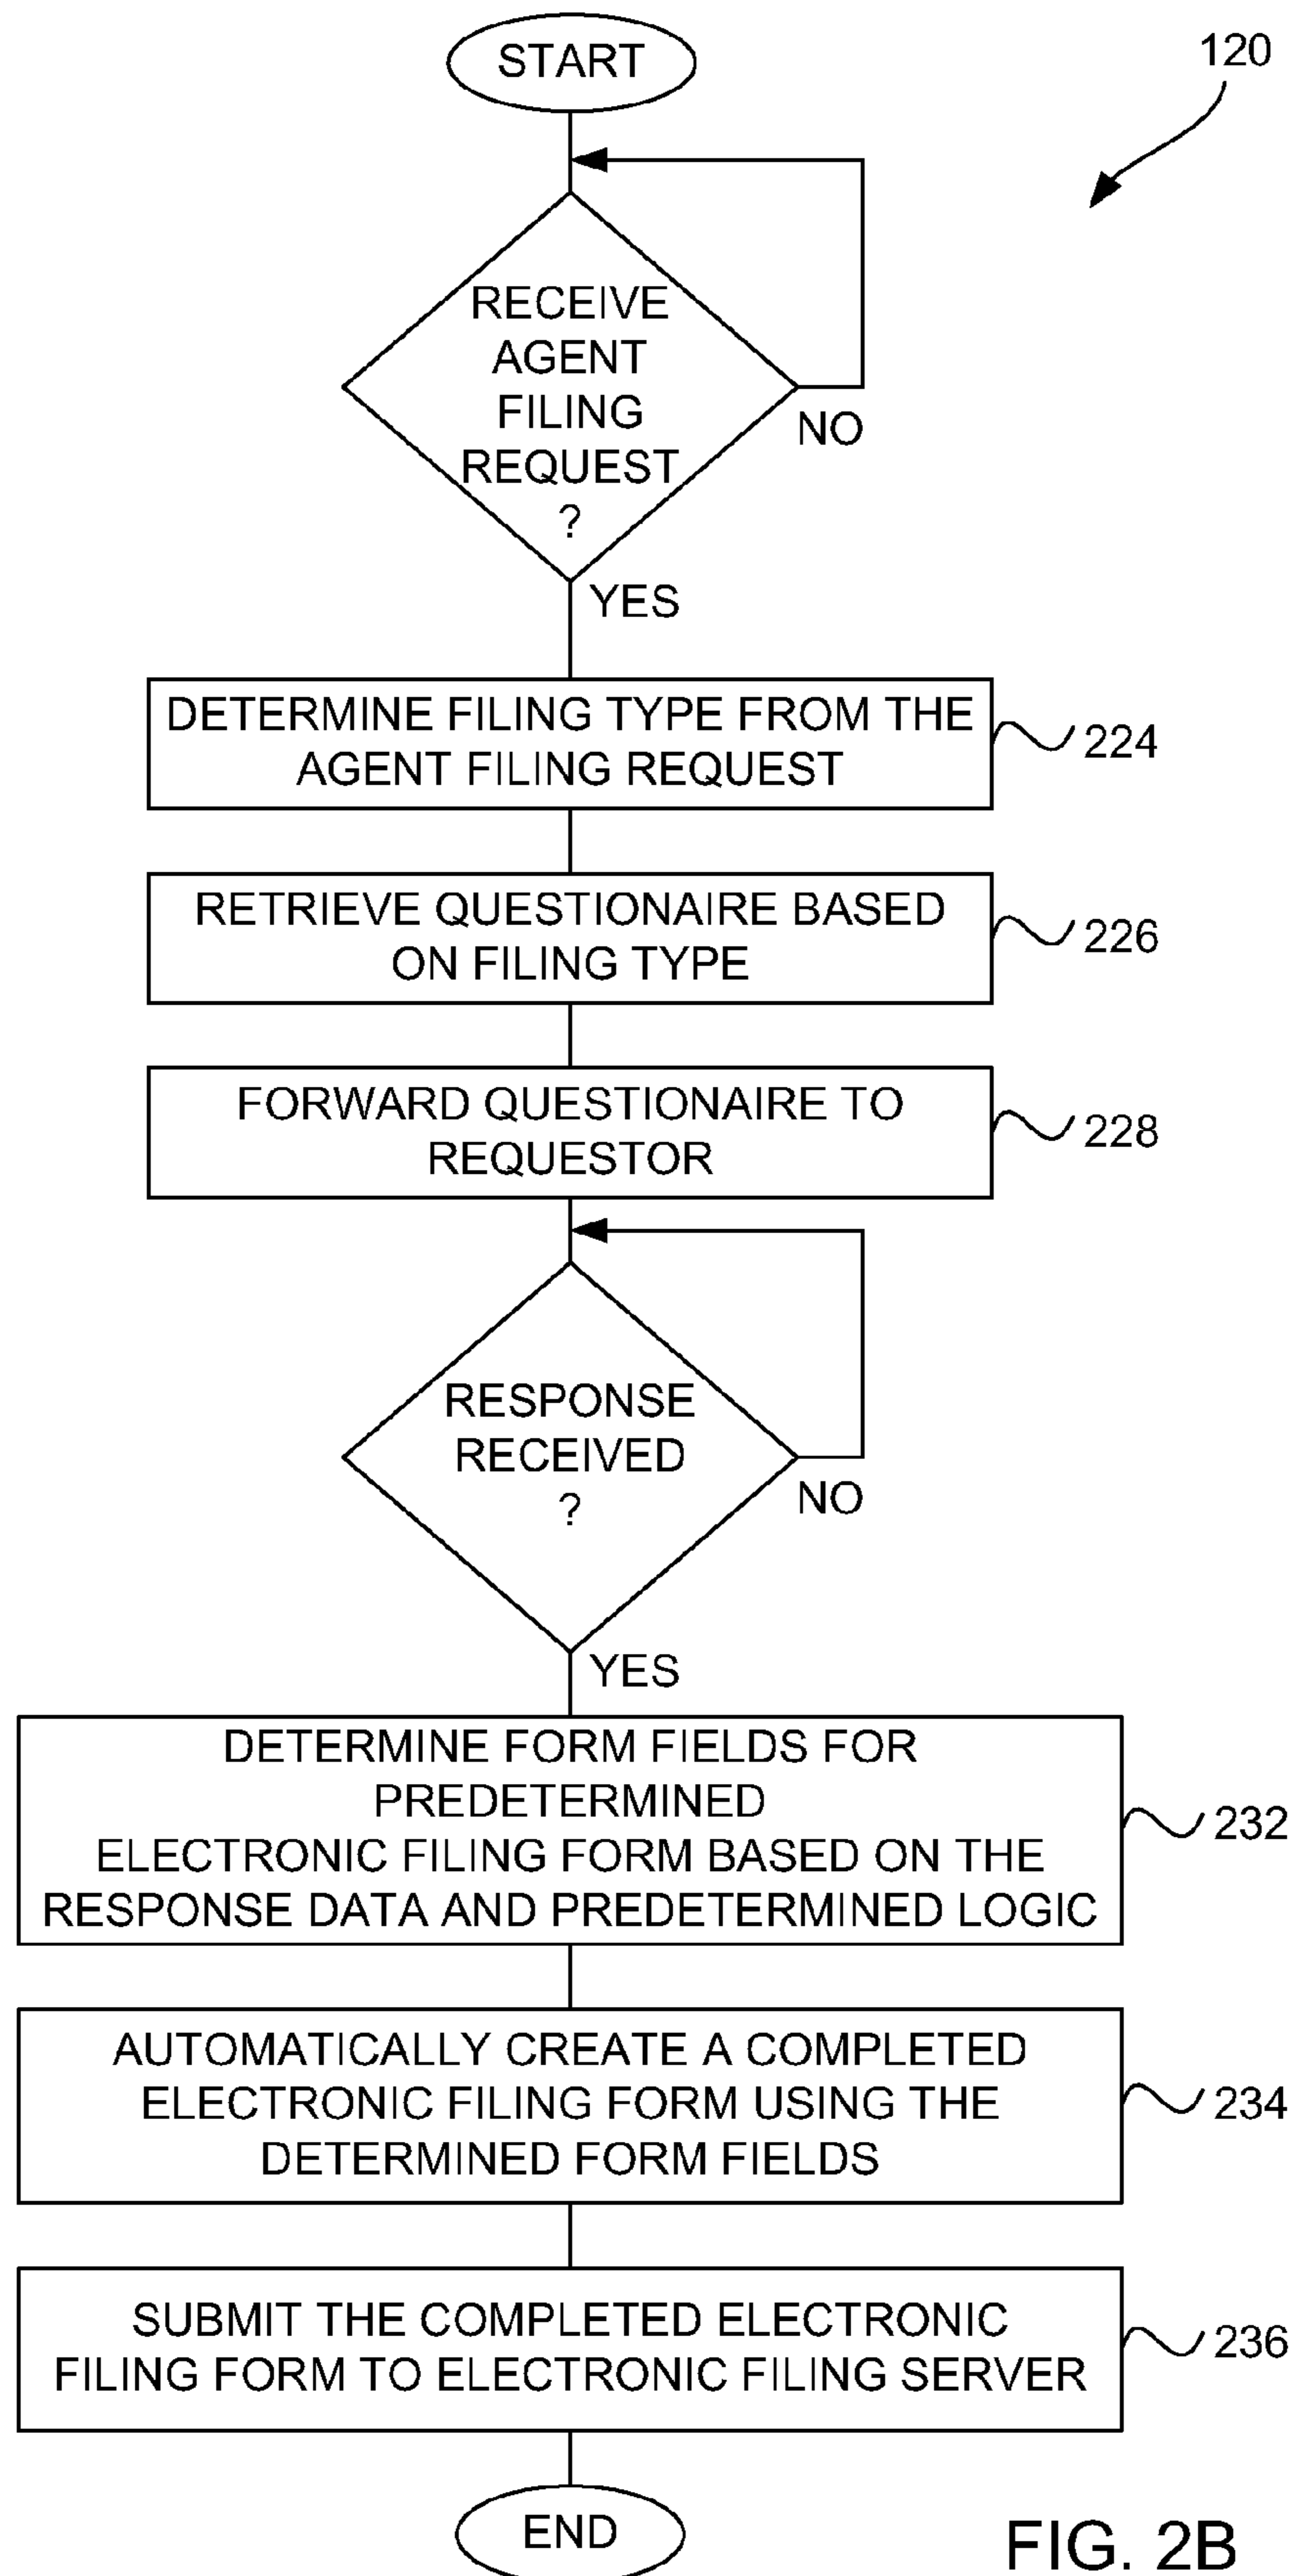 START
120
RECEIVE
AGENT
FILING
REQUEST
?
NO
YES
DETERMINE FILING TYPE FROM THE
AGENT FILING REQUEST
224
RETRIEVE QUESTIONAIRE BASED
ON FILING TYPE
226
FORWARD QUESTIONAIRE TO
REQUESTOR
228
RESPONSE
RECEIVED
?
NO
YES
DETERMINE FORM FIELDS FOR
PREDETERMINED
ELECTRONIC FILING FORM BASED ON THE
RESPONSE DATA AND PREDETERMINED LOGIC
232
AUTOMATICALLY CREATE A COMPLETED
ELECTRONIC FILING FORM USING THE
DETERMINED FORM FIELDS
234
SUBMIT THE COMPLETED ELECTRONIC
FILING FORM TO ELECTRONIC FILING SERVER
236
END
FIG. 2B